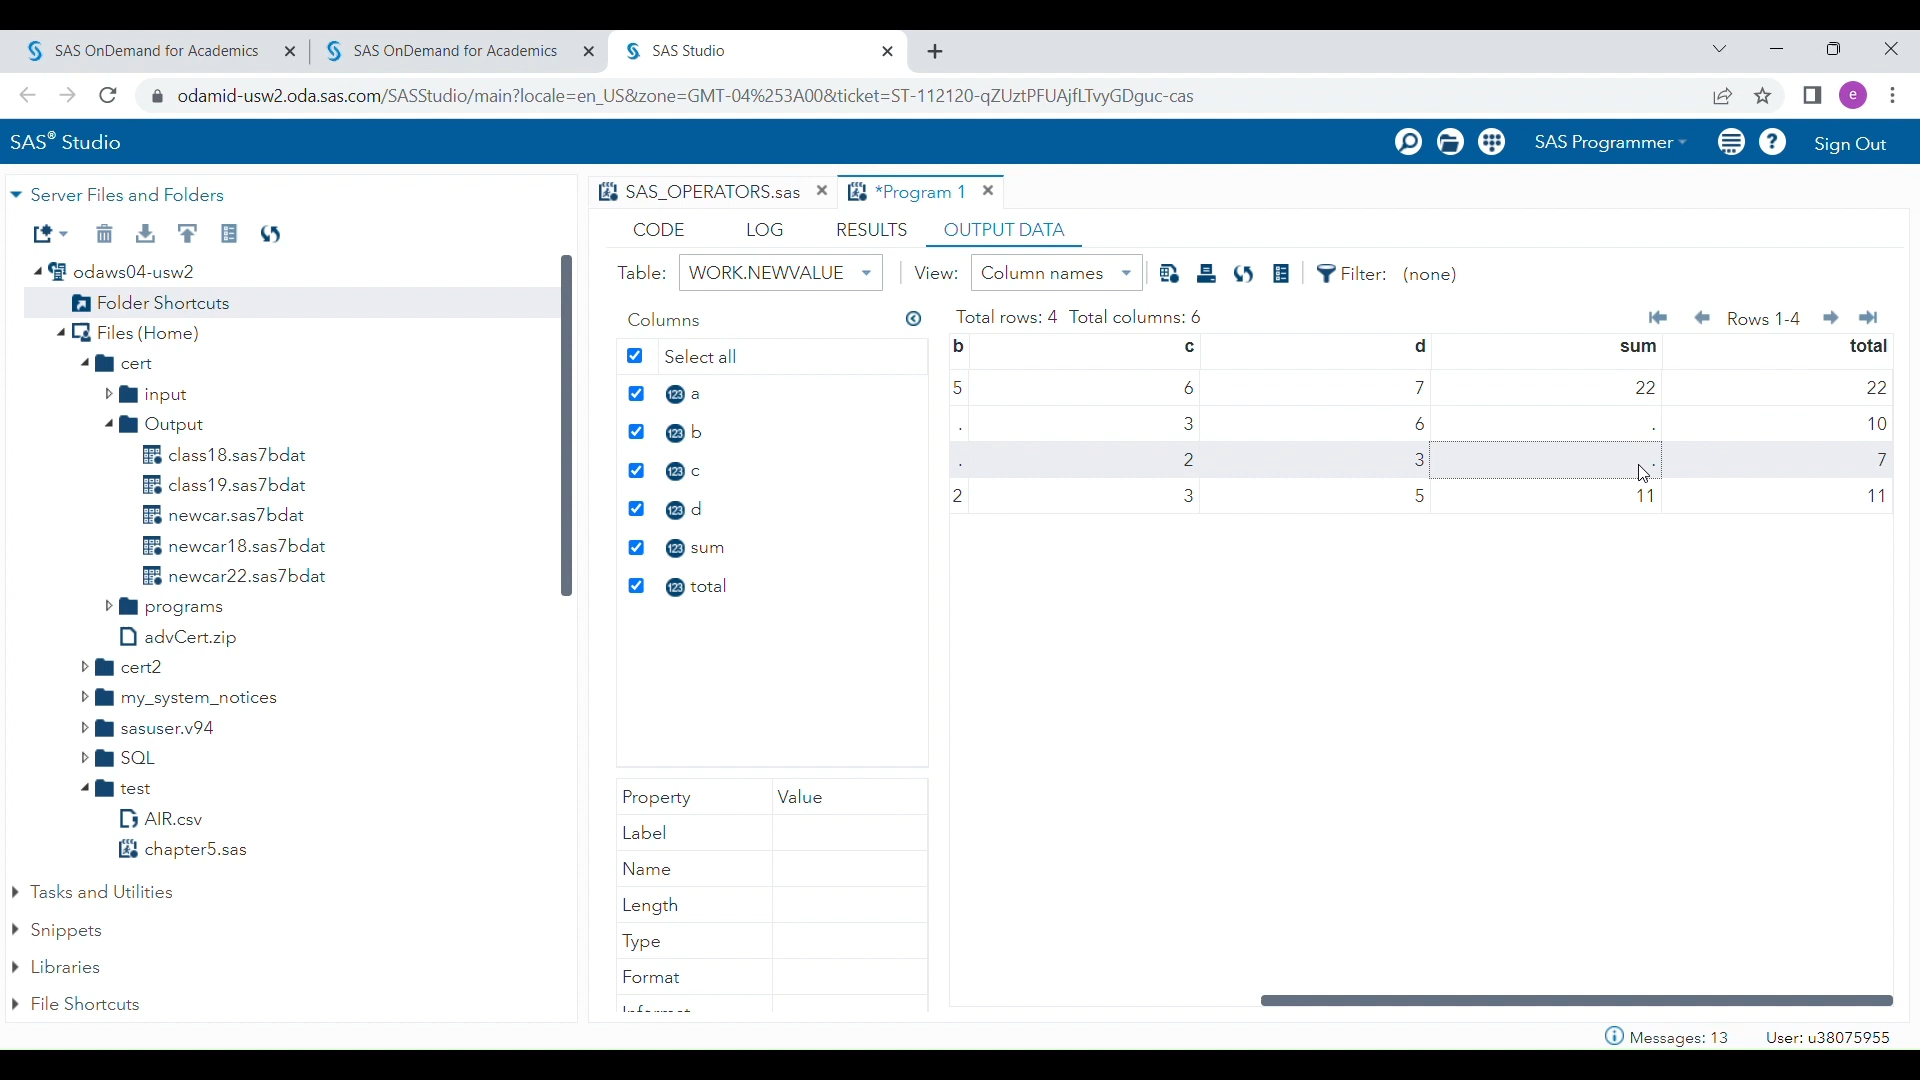 SAS OnDemand for Academics SAS OnDemand for Academics SAS Studio
odamid-usw2.oda.sas.com/SASStudio/main?locale=en_US&zone=GMT-04%253A00&ticket=ST-112120-qZUztPFUAjfLTvyGDguc-cas e
SAS® Studio SAS Programmer ? Sign Out
Server Files and Folders
odaws04-usw2
Folder Shortcuts
Files (Home)
cert
input
Output
class18.sas7bdat
class19.sas7bdat
newcar.sas7bdat
newcar18.sas7bdat
newcar22.sas7bdat
programs
advCert.zip
cert2
my_system_notices
sasuser.v94
SQL
test
AIR.csv
chapter5.sas
Tasks and Utilities
Snippets
Libraries
File Shortcuts
SAS_OPERATORS.sas *Program 1
CODE LOG RESULTS OUTPUT DATA
Table: WORK.NEWVALUE View: Column names Filter: (none)
Columns
Select all
123 a
123 b
123 c
123 d
123 sum
123 total
Property Value
Label
Name
Length
Type
Format
Total rows: 4 Total columns: 6 Rows 1-4
b c d sum total
5 6 7 22 22
. 3 6 . 10
. 2 3 . 7
2 3 5 11 11
Messages: 13 User: u38075955